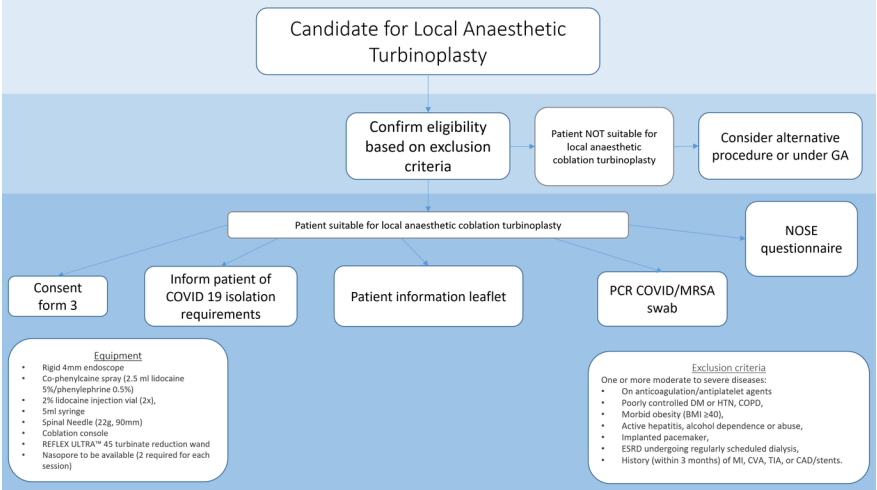 Candidate for Local Anaesthetic
Turbinoplasty
Confirm eligibility
based on exclusion
criteria
Patient NOT suitable for
local anaesthetic
coblation turbinoplasty
Consider alternative
procedure or under GA
Patient suitable for local anaesthetic coblation turbinoplasty
NOSE
questionnaire
Consent
form 3
Inform patient of
COVID 19 isolation
requirements
Patient information leaflet
PCR COVID/MRSA
swab
Equipment
• Rigid 4mm endoscope
• Co-phenylcaine spray (2.5 ml lidocaine
5%/phenylephrine 0.5%)
• 2% lidocaine injection vial (2x),
• 5ml syringe
• Spinal Needle (22g, 90mm)
• Coblation console
• REFLEX ULTRA™ 45 turbinate reduction wand
• Nasopore to be available (2 required for each
session)
Exclusion criteria
One or more moderate to severe diseases:
• On anticoagulation/antiplatelet agents
• Poorly controlled DM or HTN, COPD,
• Morbid obesity (BMI ≥40),
• Active hepatitis, alcohol dependence or abuse,
• Implanted pacemaker,
• ESRD undergoing regularly scheduled dialysis,
• History (within 3 months) of MI, CVA, TIA, or CAD/stents.